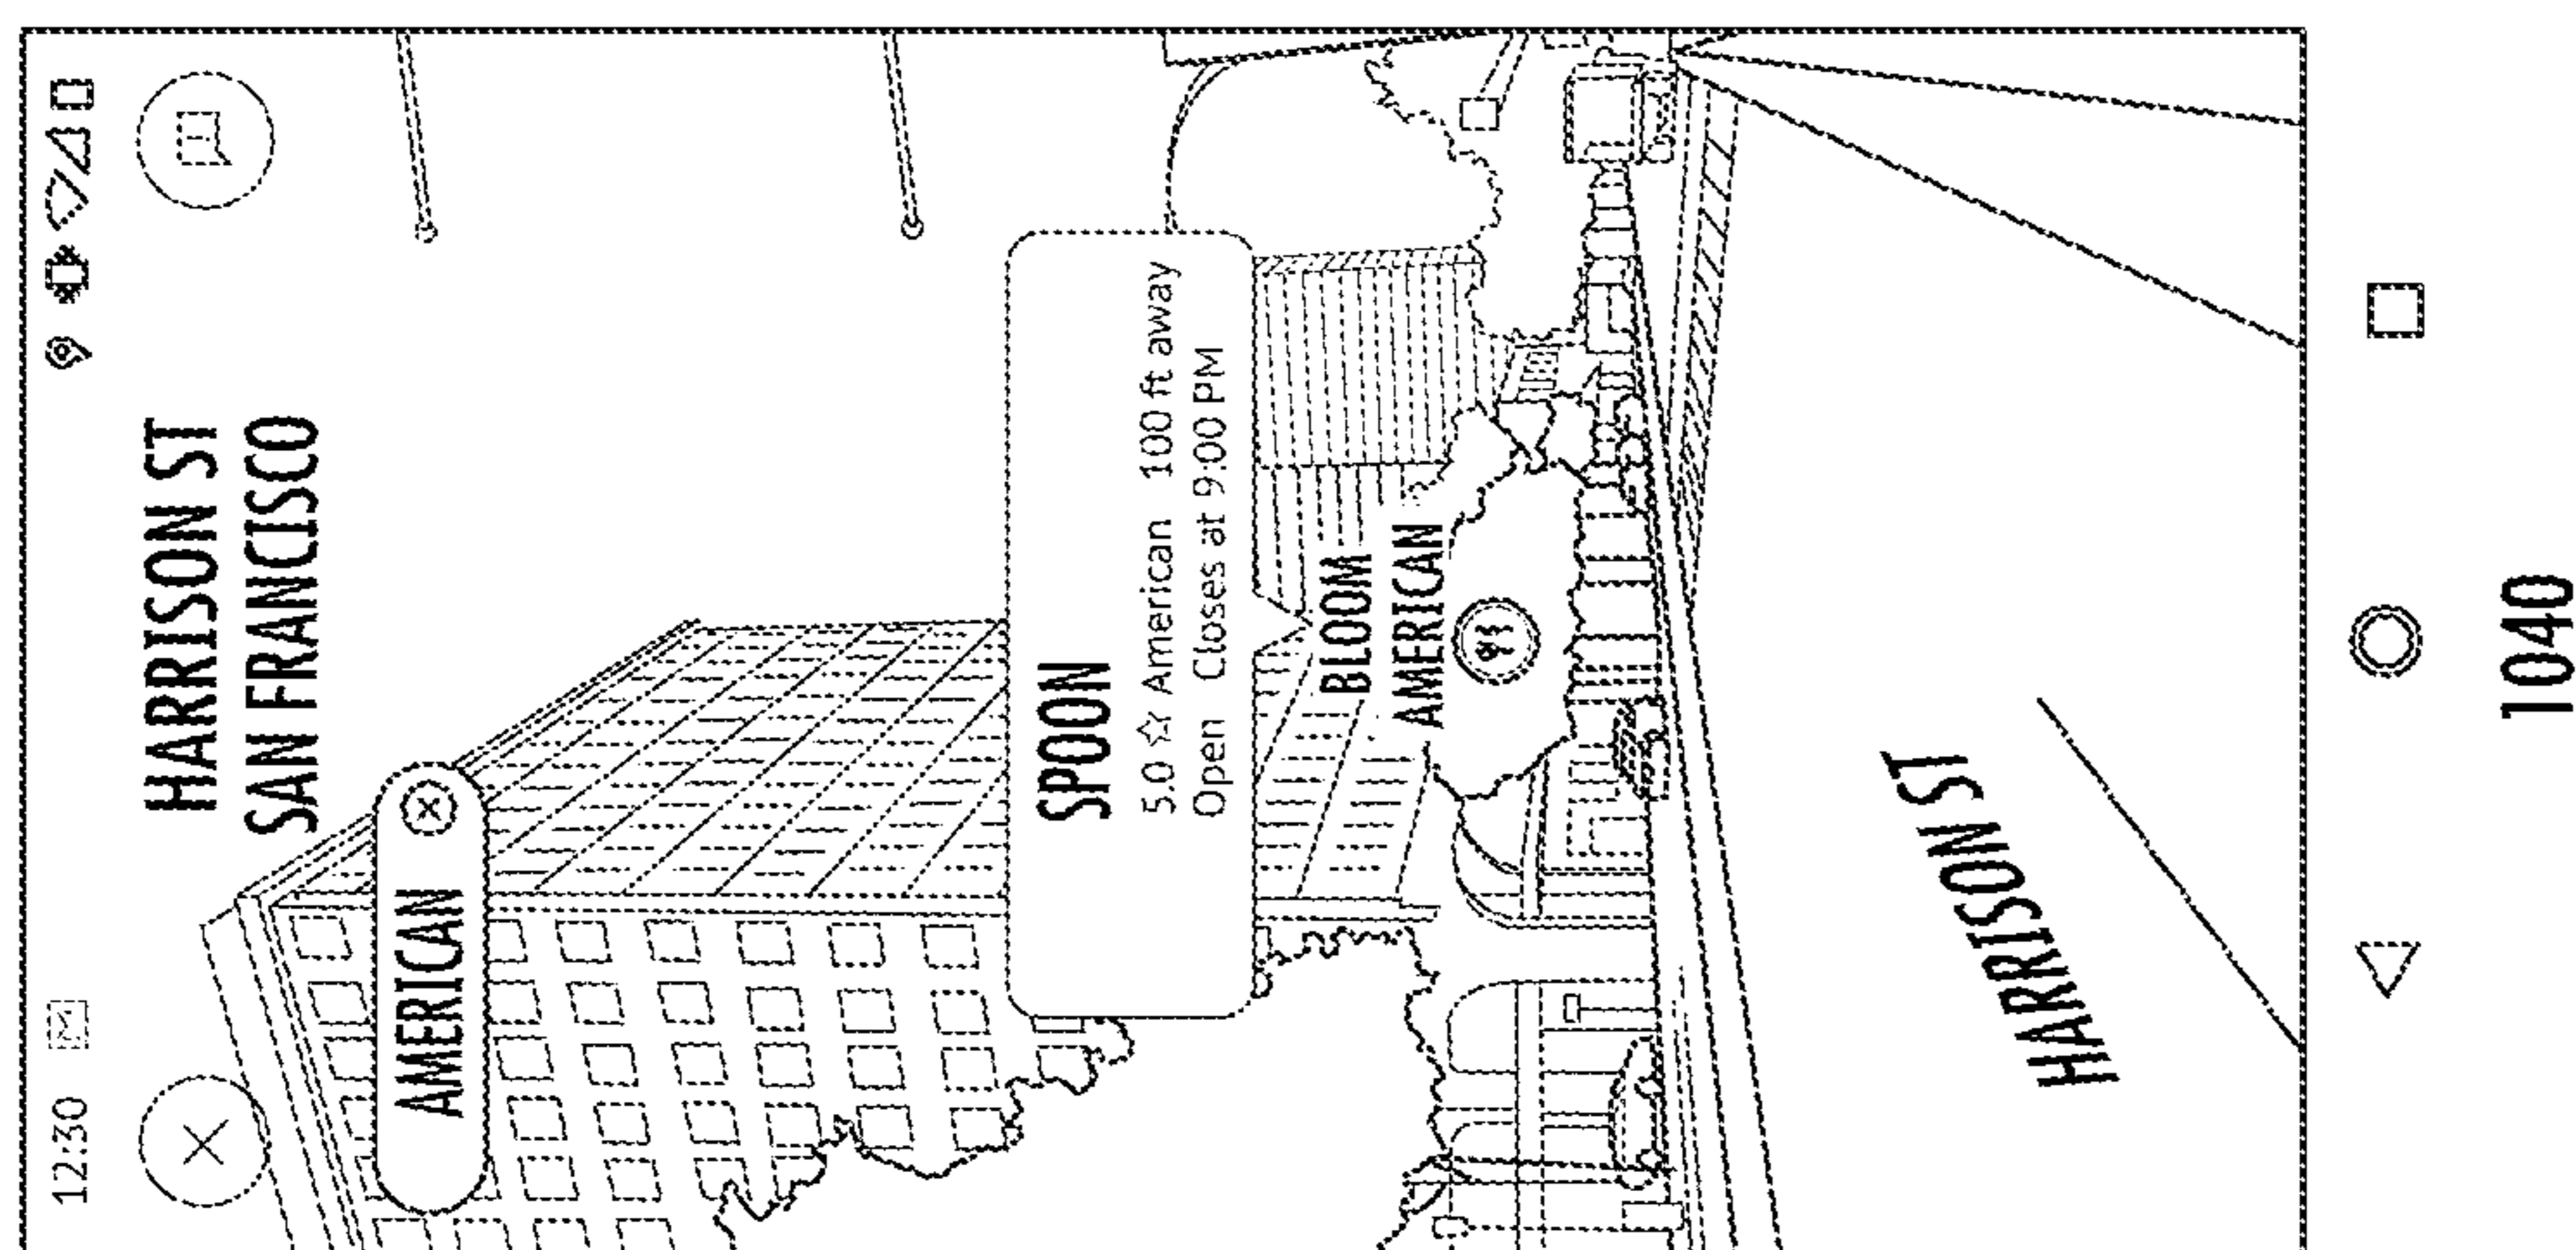 12:30
HARRISON ST
SAN FRANCISCO
AMERICAN
SPOON
5.0 ☆ American 100 ft away
Open Closes at 9:00 PM
BLOOM
AMERICAN
HARRISON ST
1040